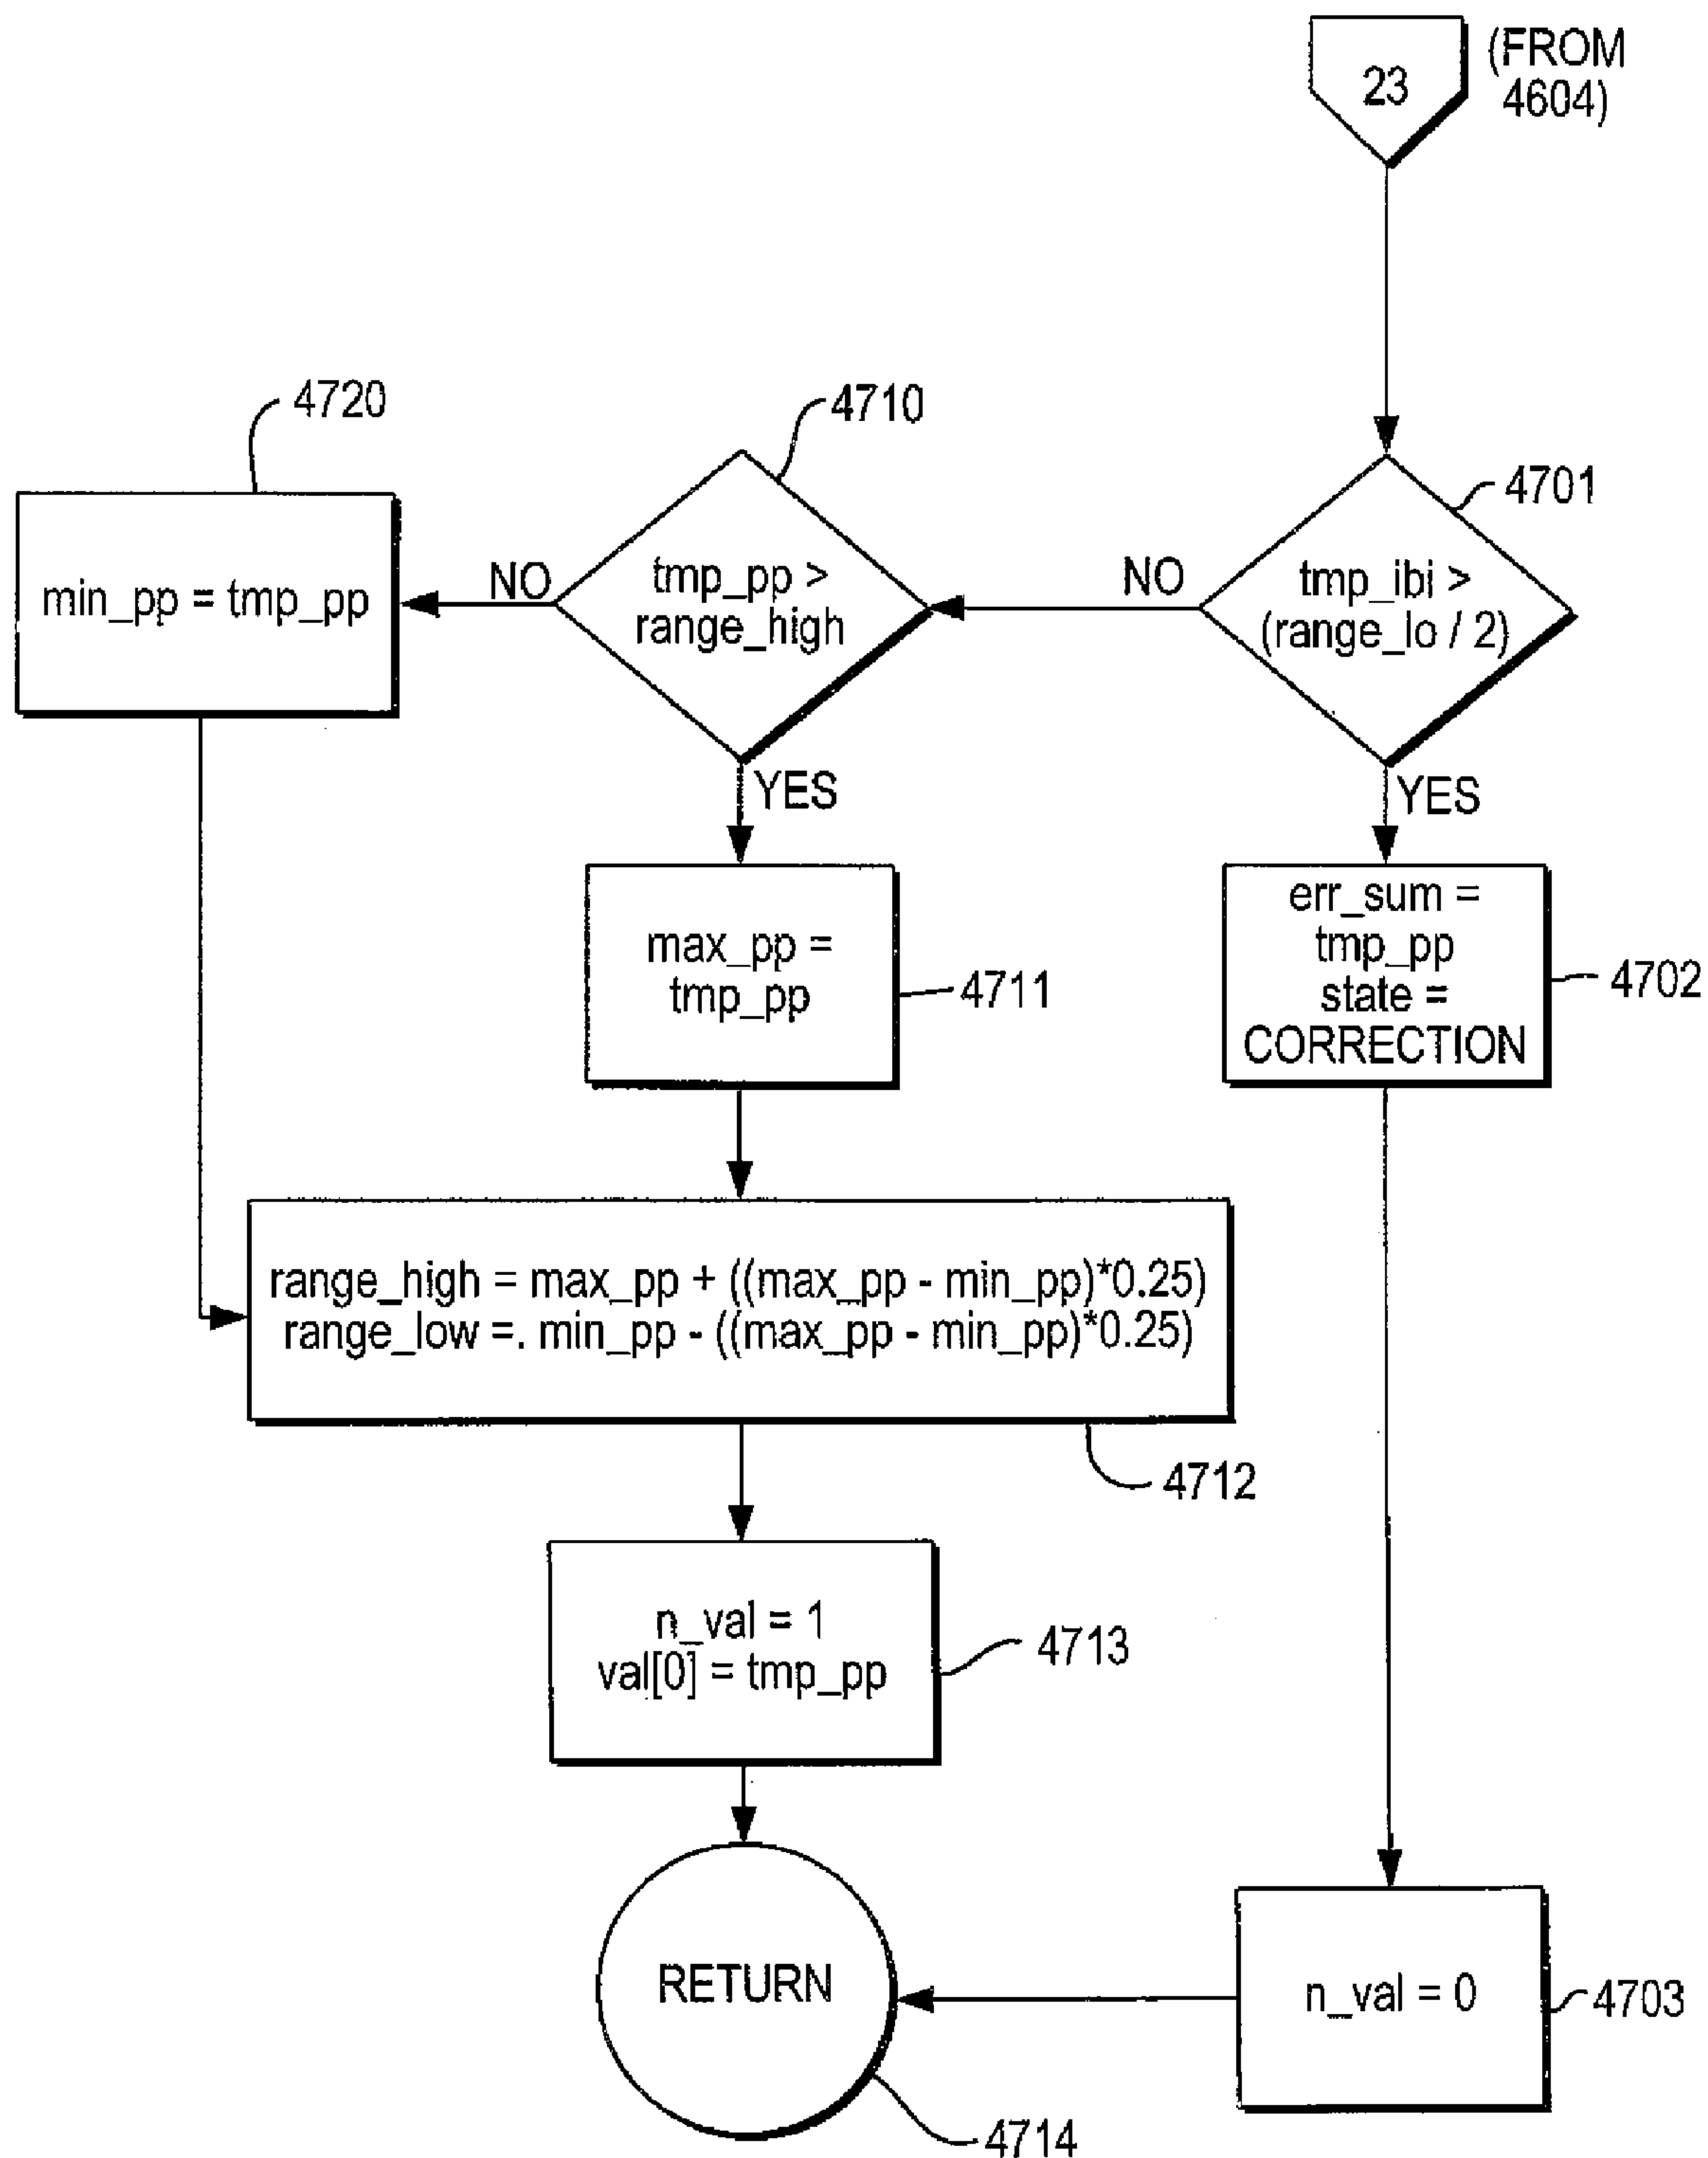 23
(FROM
4604)
4720
4710
4701
min_pp = tmp_pp
NO
tmp_pp >
range_high
NO
tmp_ibi >
(range_lo / 2)
YES
YES
max_pp =
tmp_pp
4711
err_sum =
tmp_pp
state =
CORRECTION
4702
range_high = max_pp + ((max_pp - min_pp)*0.25)
range_low =. min_pp - ((max_pp - min_pp)*0.25)
4712
n_val = 1
val[0] = tmp_pp
4713
RETURN
4714
n_val = 0
4703